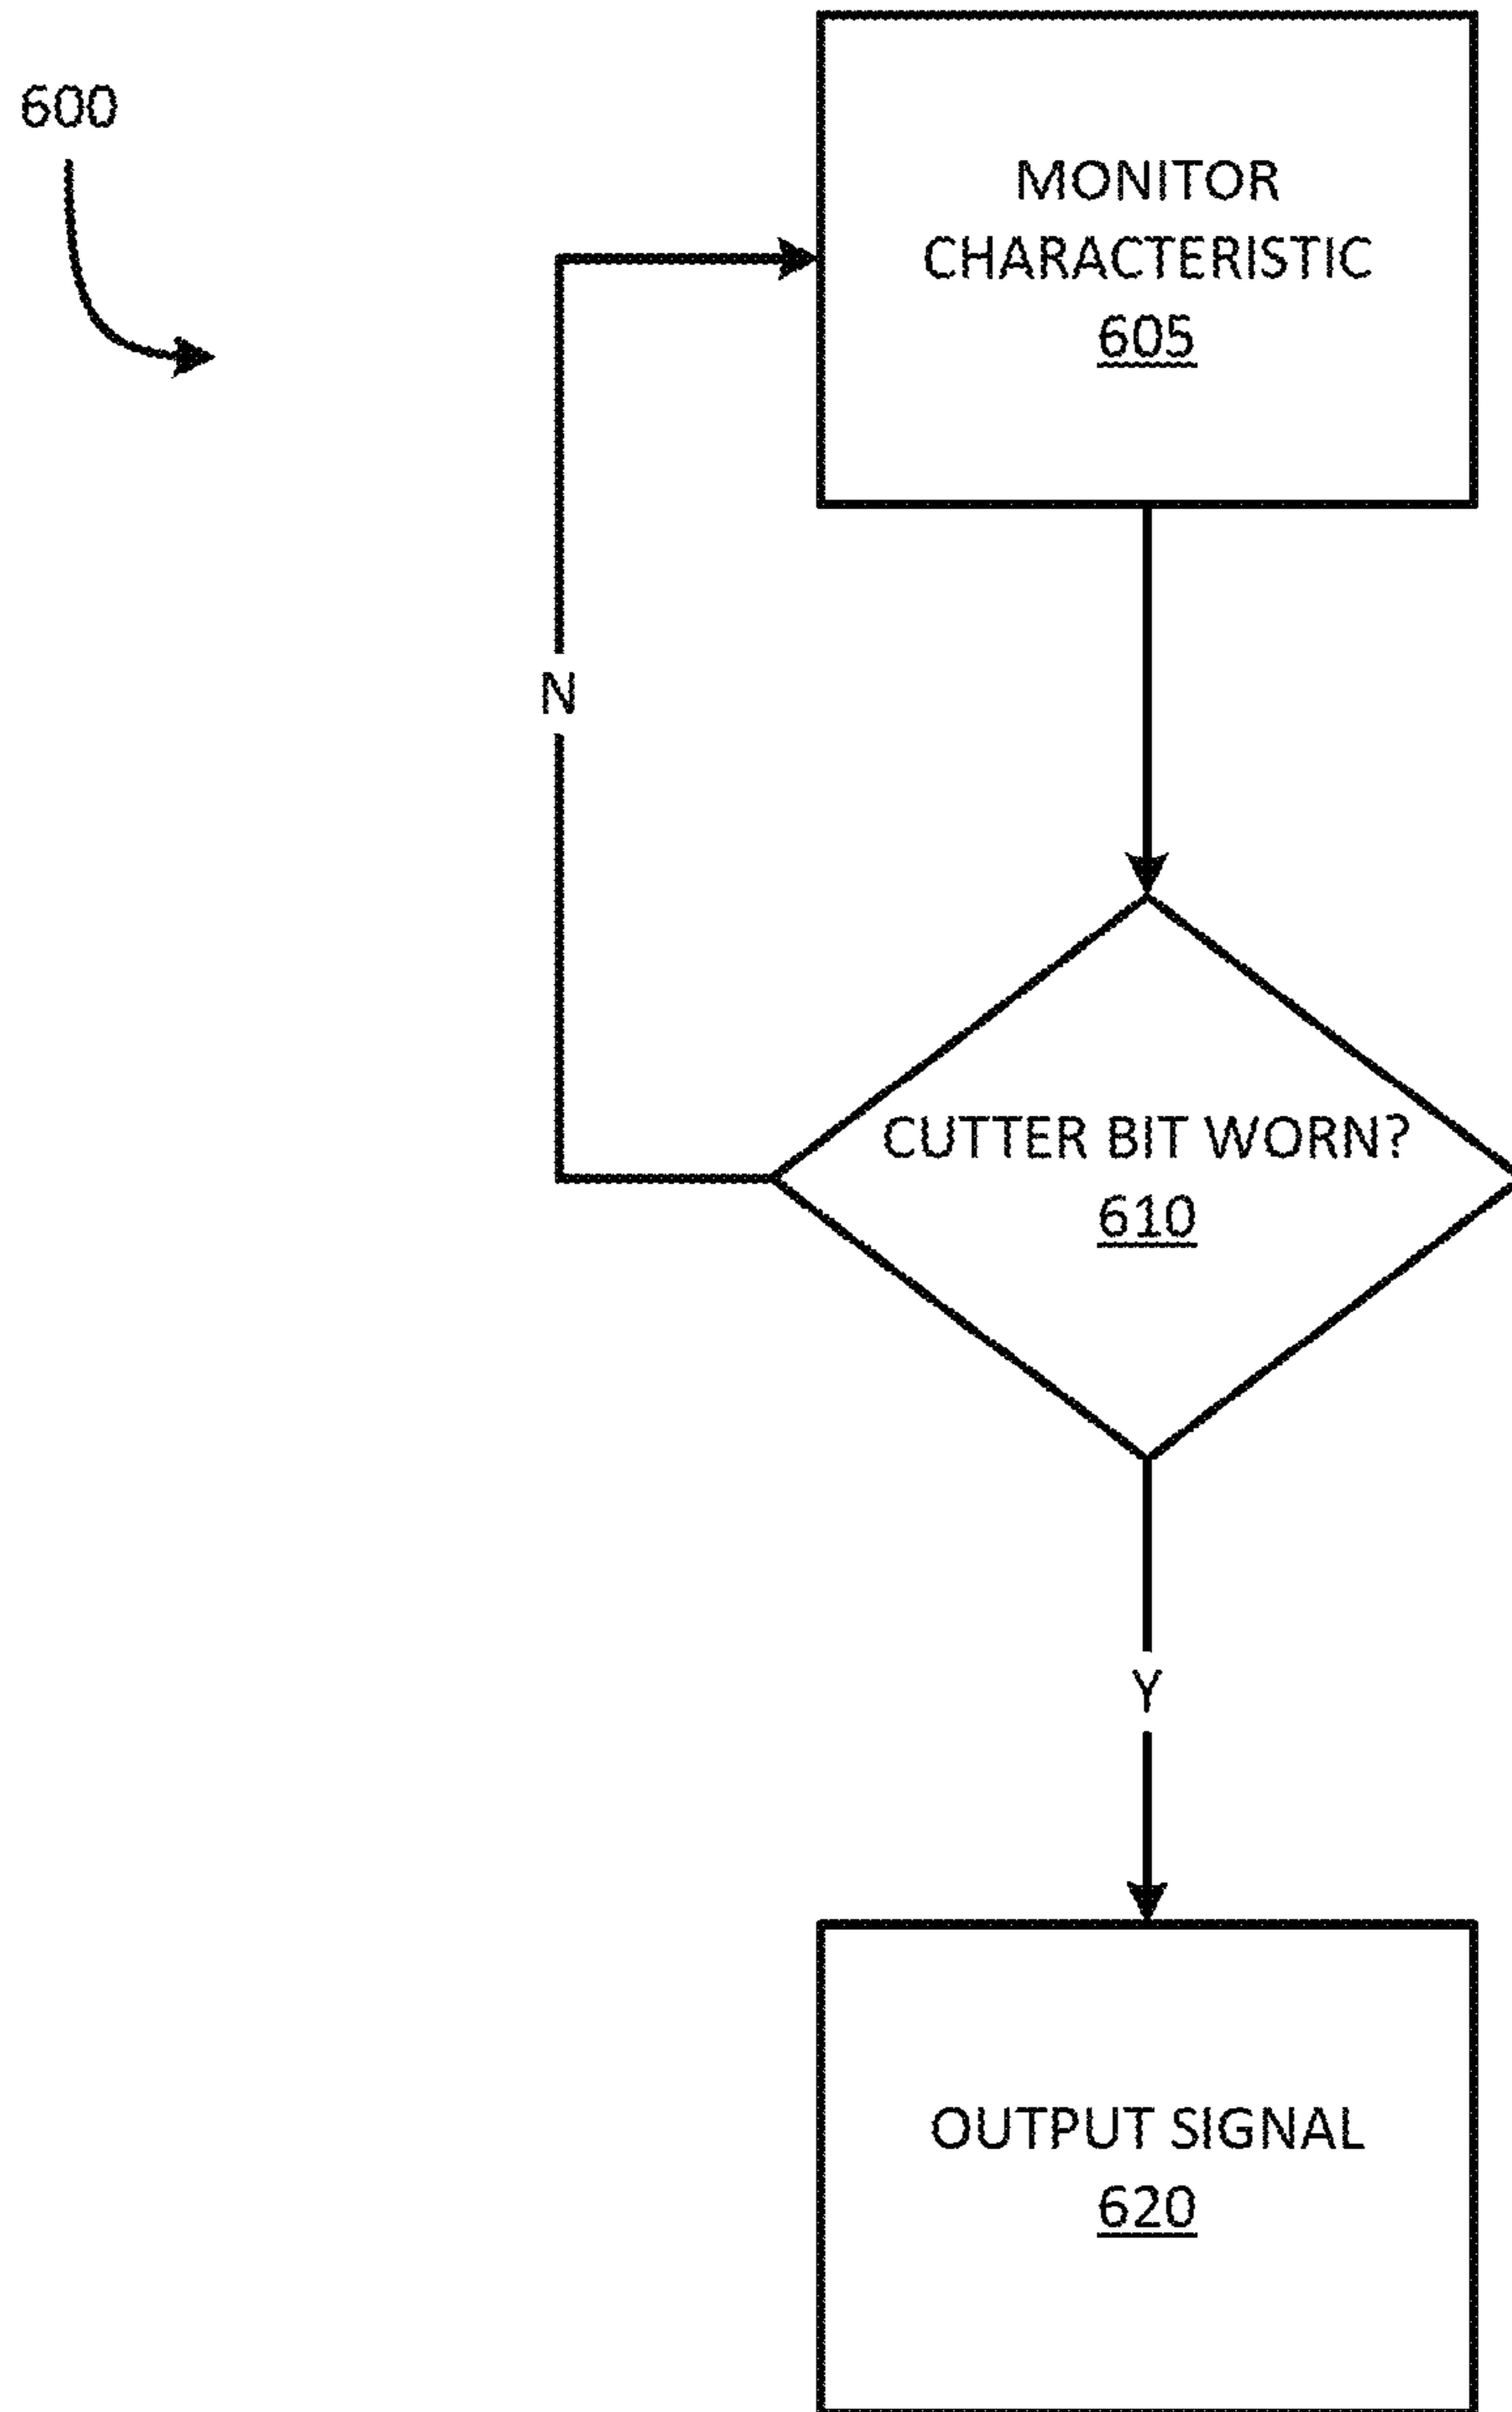 600
MONITOR
CHARACTERISTIC
605
N
CUTTER BIT WORN?
610
Y
OUTPUT SIGNAL
620